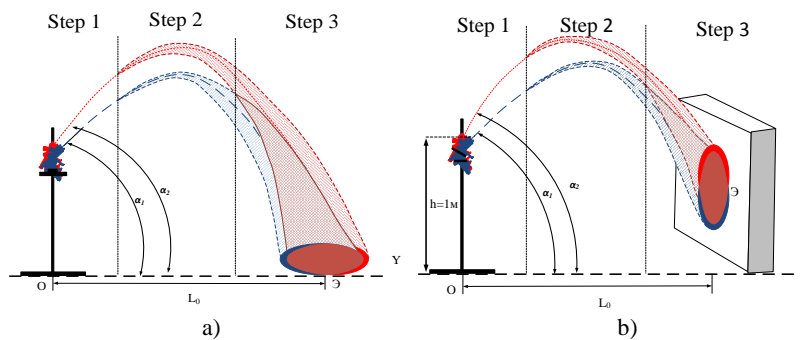 Step 1
Step 2
Step 3
α₁
α₂
O
Э
L₀
a)
Step 1
Step 2
Step 3
h=1м
α₁
α₂
Э
Y
O
L₀
b)